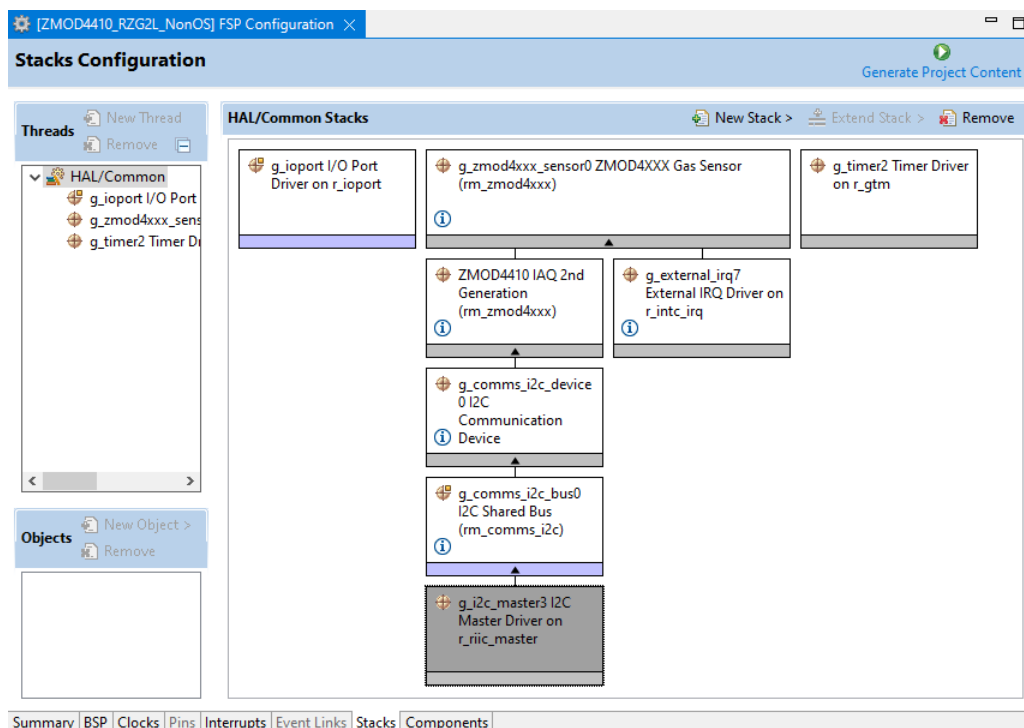 [ZMOD4410_RZG2L_NonOS] FSP Configuration
Stacks Configuration
Generate Project Content
Threads
New Thread
Remove
HAL/Common
g_ioport I/O Port
g_zmod4xxx_sens
g_timer2 Timer Dr
Objects
New Object >
Remove
HAL/Common Stacks
New Stack >
Extend Stack >
Remove
g_ioport I/O Port
Driver on r_ioport
g_zmod4xxx_sensor0 ZMOD4XXX Gas Sensor
(rm_zmod4xxx)
g_timer2 Timer Driver
on r_gtm
ZMOD4410 IAQ 2nd
Generation
(rm_zmod4xxx)
g_external_irq7
External IRQ Driver on
r_intc_irq
g_comms_i2c_device
0 I2C
Communication
Device
g_comms_i2c_bus0
I2C Shared Bus
(rm_comms_i2c)
g_i2c_master3 I2C
Master Driver on
r_riic_master
Summary BSP Clocks Pins Interrupts Event Links Stacks Components